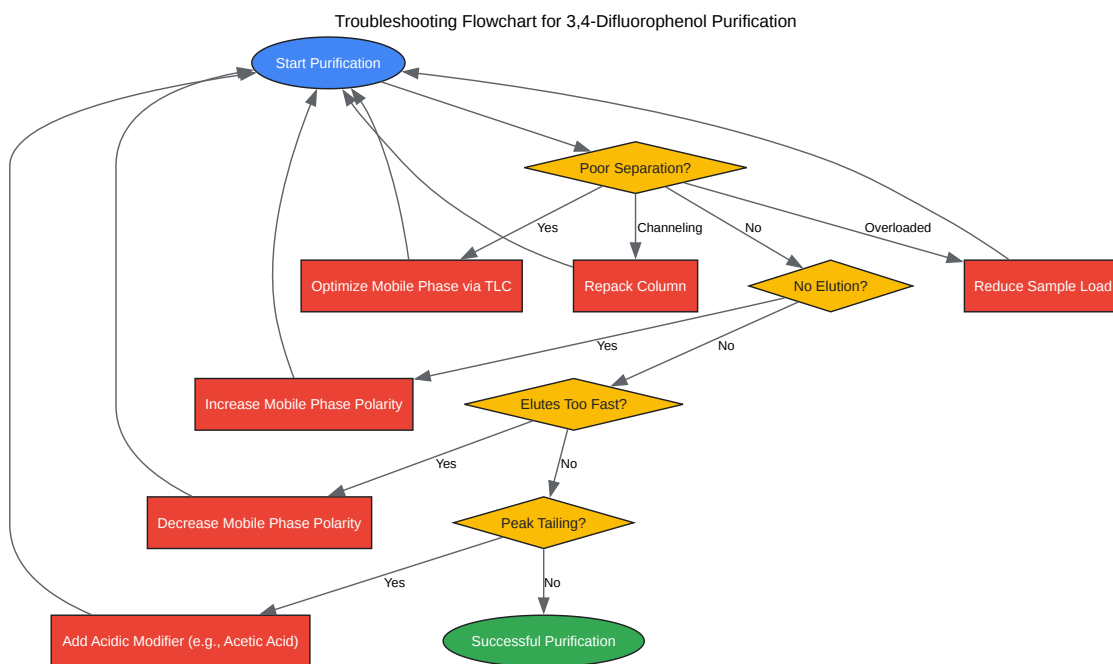 Troubleshooting Flowchart for 3,4-Difluorophenol Purification
Start Purification
Poor Separation?
Yes
Channeling
No
Overloaded
Optimize Mobile Phase via TLC
Repack Column
No Elution?
Reduce Sample Load
Yes
No
Increase Mobile Phase Polarity
Elutes Too Fast?
Yes
No
Decrease Mobile Phase Polarity
Peak Tailing?
Yes
No
Add Acidic Modifier (e.g., Acetic Acid)
Successful Purification